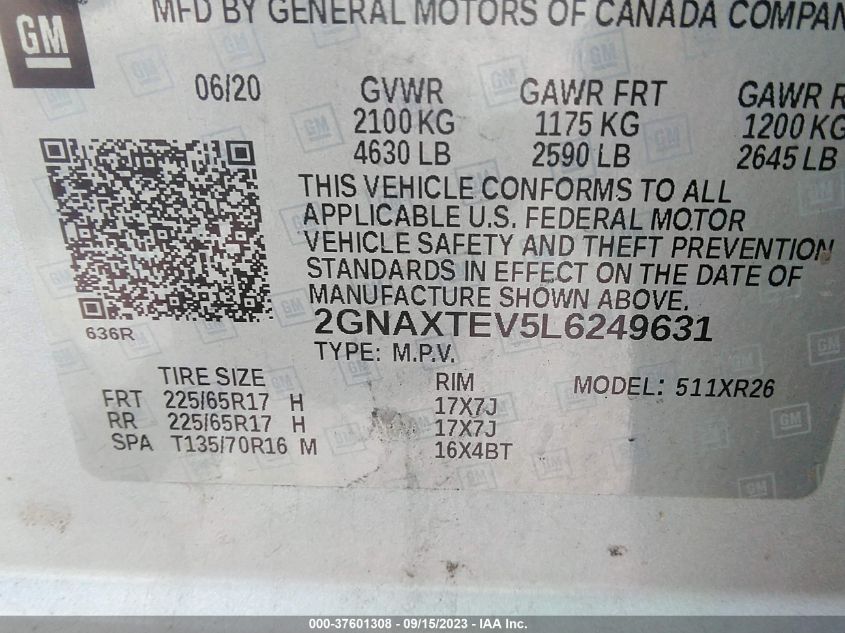 GM
MFD BY GENERAL MOTORS OF CANADA COMPAN
06/20 GVWR GAWR FRT GAWR R
2100 KG 1175 KG 1200 KG
4630 LB 2590 LB 2645 LB
THIS VEHICLE CONFORMS TO ALL
APPLICABLE U.S. FEDERAL MOTOR
VEHICLE SAFETY AND THEFT PREVENTION
STANDARDS IN EFFECT ON THE DATE OF
MANUFACTURE SHOWN ABOVE.
636R 2GNAXTEV5L6249631
TYPE: M.P.V.
TIRE SIZE RIM MODEL: 511XR26
FRT 225/65R17 H 17X7J
RR 225/65R17 H 17X7J
SPA T135/70R16 M 16X4BT
000-37601308 - 09/15/2023 - IAA Inc.